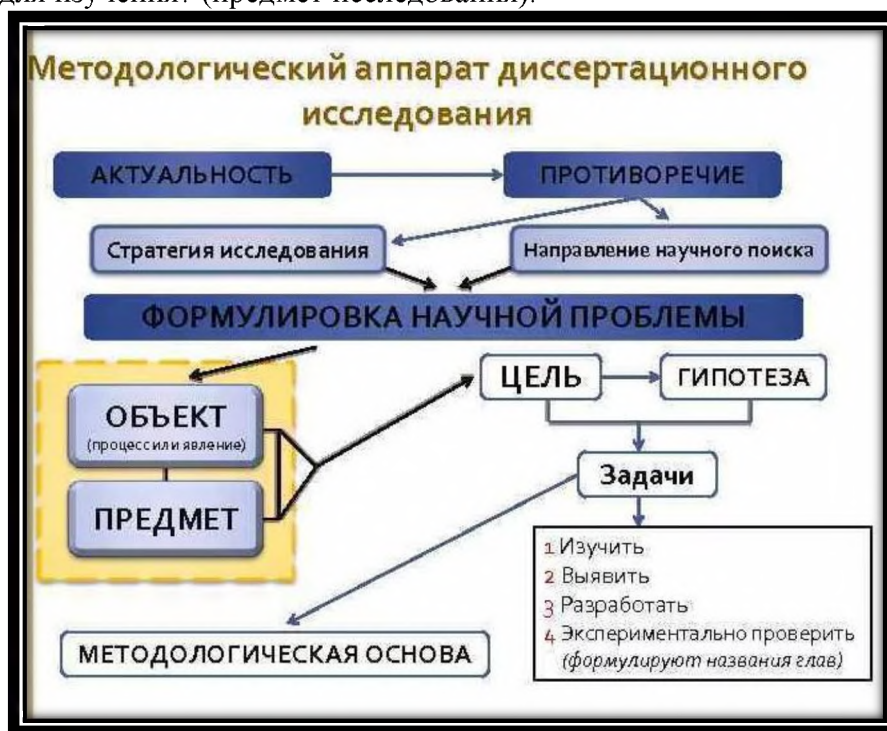 для изучения? (предмет исследования).
Методологический аппарат диссертационного
исследования
АКТУАЛЬНОСТЬ
ПРОТИВОРЕЧИЕ
Стратегия исследования
Направление научного поиска
ФОРМУЛИРОВКА НАУЧНОЙ ПРОБЛЕМЫ
ОБЪЕКТ
(процесс или явление)
ПРЕДМЕТ
ЦЕЛЬ
ГИПОТЕЗА
Задачи
1 Изучить
2 Выявить
3 Разработать
4 Экспериментально проверить
(формулируют названия глав)
МЕТОДОЛОГИЧЕСКАЯ ОСНОВА